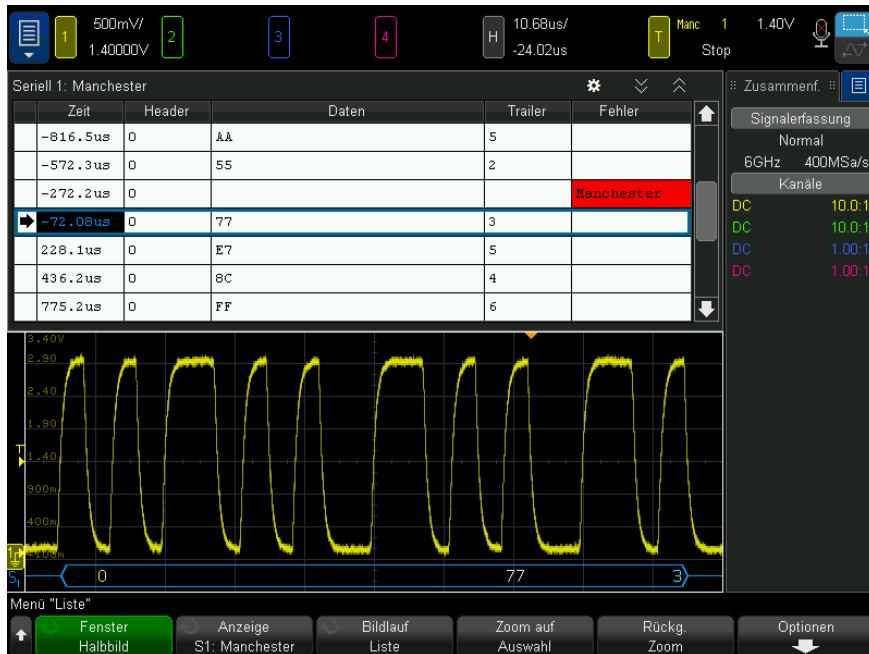 1 500mV/ 1.40000V 2 3 4 H 10.68us/ -24.02us T Manc 1 1.40V Stop
Seriell 1: Manchester
Zusammenf.
Zeit Header Daten Trailer Fehler
-816.5us 0 AA 5
-572.3us 0 55 2
-272.2us 0 Manchester
-72.08us 0 77 3
228.1us 0 E7 5
436.2us 0 8C 4
775.2us 0 FF 6
Signalerfassung
Normal
6GHz 400MSa/s
Kanäle
DC 10.0:1
DC 10.0:1
DC 1.00:1
DC 1.00:1
3.40V
2.90
2.40
1.90
T
1.40
900m
400m
1
S1 0 77 3
Menü "Liste"
Fenster
Halbbild
Anzeige
S1: Manchester
Bildlauf
Liste
Zoom auf
Auswahl
Rückg.
Zoom
Optionen